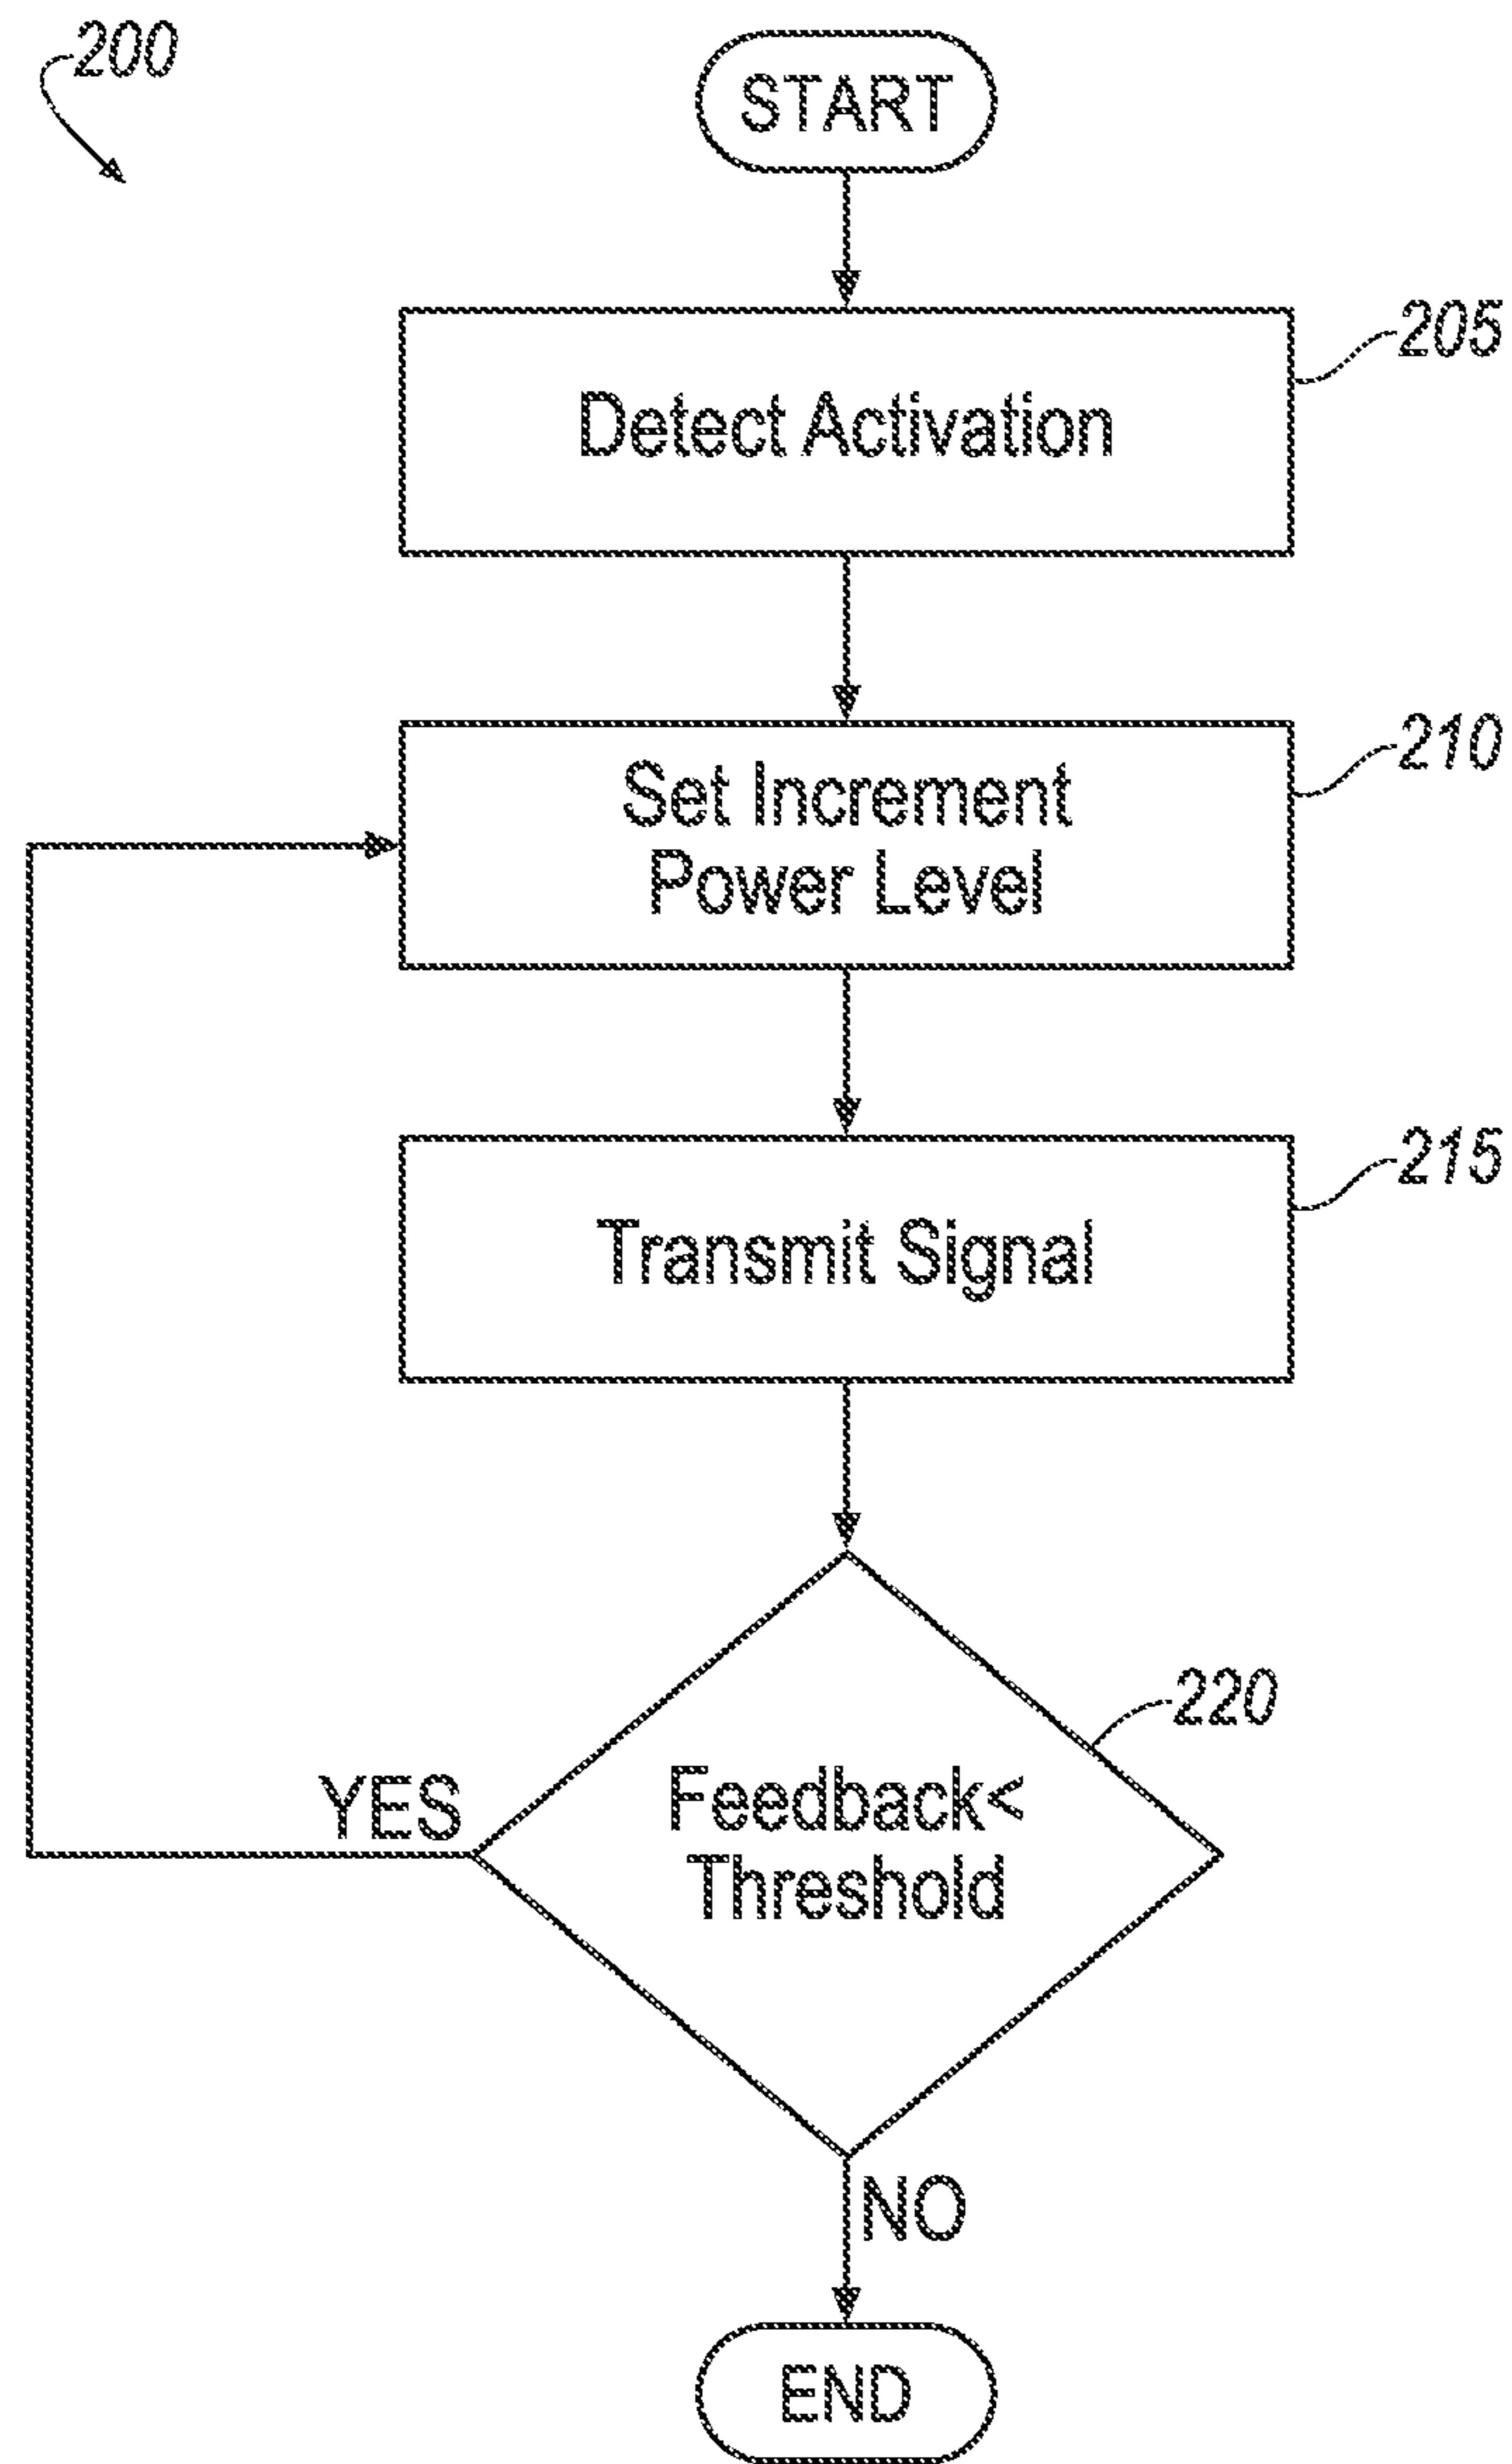 200
START
205
Detect Activation
210
Set Increment
Power Level
215
Transmit Signal
220
Feedback<
Threshold
YES
NO
END